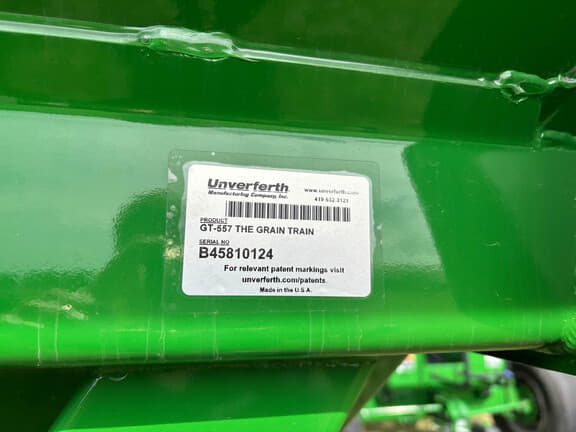 Unverferth
www.unverferth.com
Manufacturing Company, Inc.
419.532.3121
PRODUCT
GT-557 THE GRAIN TRAIN
SERIAL NO
B45810124
For relevant patent markings visit
unverferth.com/patents.
Made in the U.S.A.